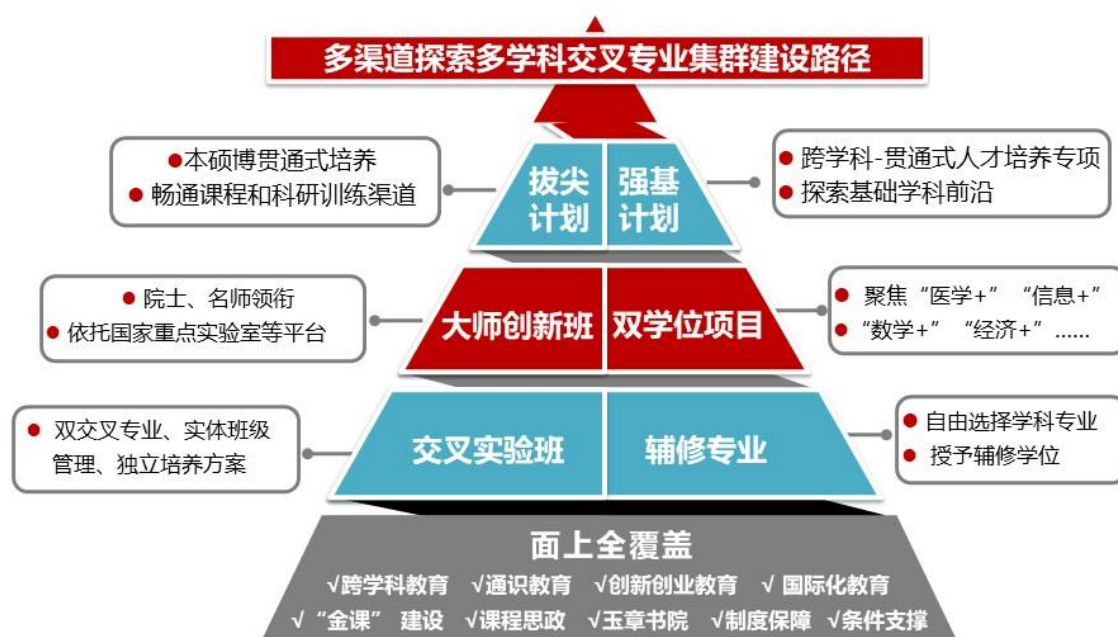 多渠道探索多学科交叉专业集群建设路径
●本硕博贯通式培养
● 畅通课程和科研训练渠道
拔尖
计划
强基
计划
● 跨学科-贯通式人才培养专项
● 探索基础学科前沿
● 院士、名师领衔
● 依托国家重点实验室等平台
大师创新班
双学位项目
● 聚焦“医学+” “信息+”
● “数学+” “经济+” ......
● 双交叉专业、实体班级
管理、独立培养方案
交叉实验班
辅修专业
● 自由选择学科专业
● 授予辅修学位
面上全覆盖
√跨学科教育 √通识教育 √创新创业教育 √ 国际化教育
√ “金课” 建设 √课程思政 √玉章书院 √制度保障 √条件支撑